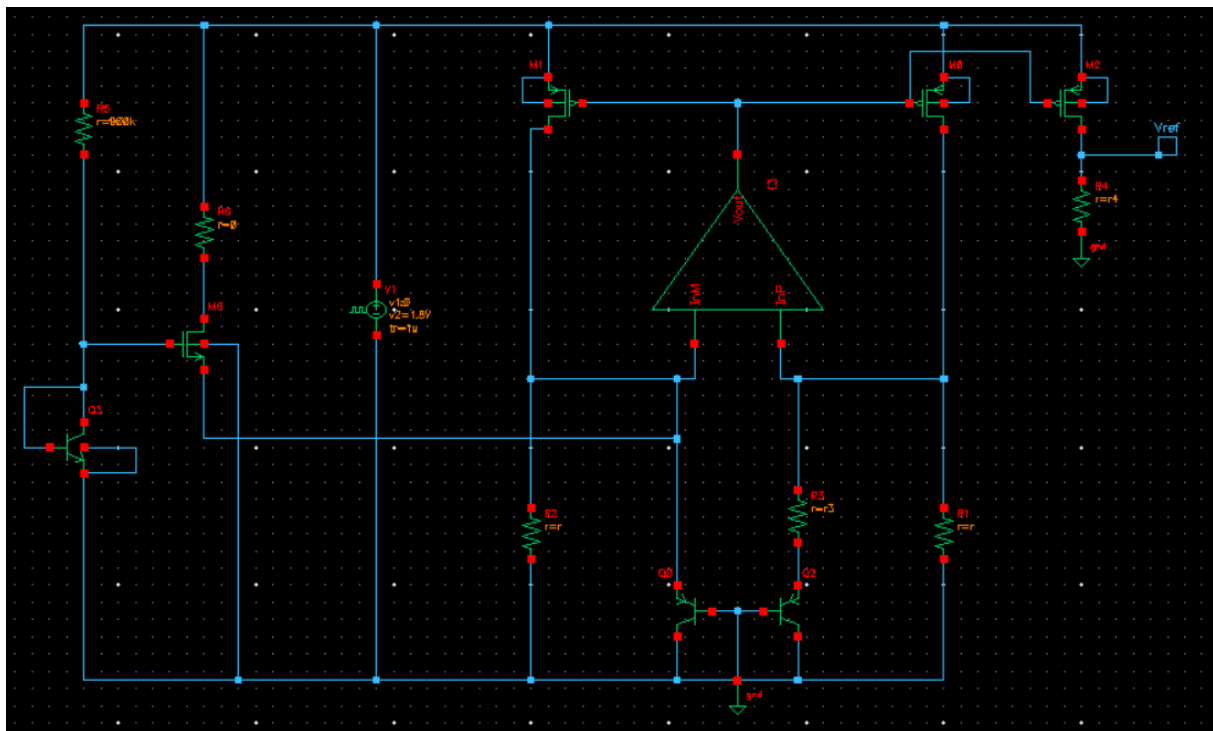 M1
M0
M2
R5
r=900k
Vref
I3
R4
r=r4
Vout
gnd
R6
r=0
V1
v1=0
v2=1.8V
tr=1u
InM
InP
M6
Q3
R3
r=r3
R2
r=r
R1
r=r
Q0
Q2
gnd